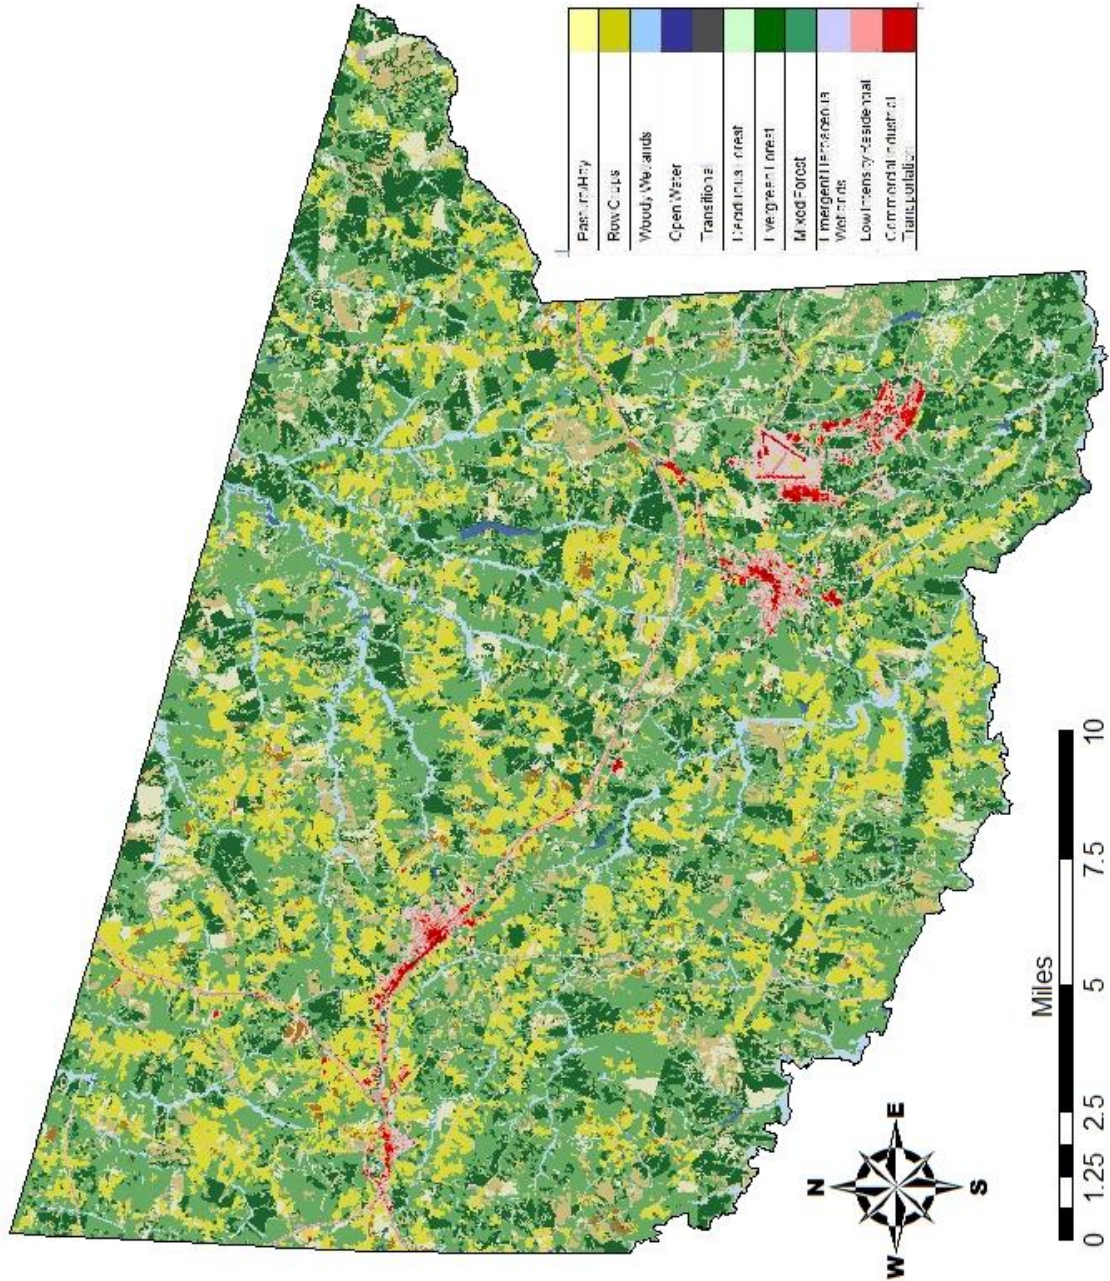 Pasture/Hay
Row Crops
Woody Wetlands
Open Water
Transitional
Deciduous Forest
Evergreen Forest
Mixed Forest
Emergent Herbaceous
Wetlands
Low Intensity Residential
Commercial Industrial
Transportation
N
E
S
W
Miles
0 1.25 2.5 5 7.5 10